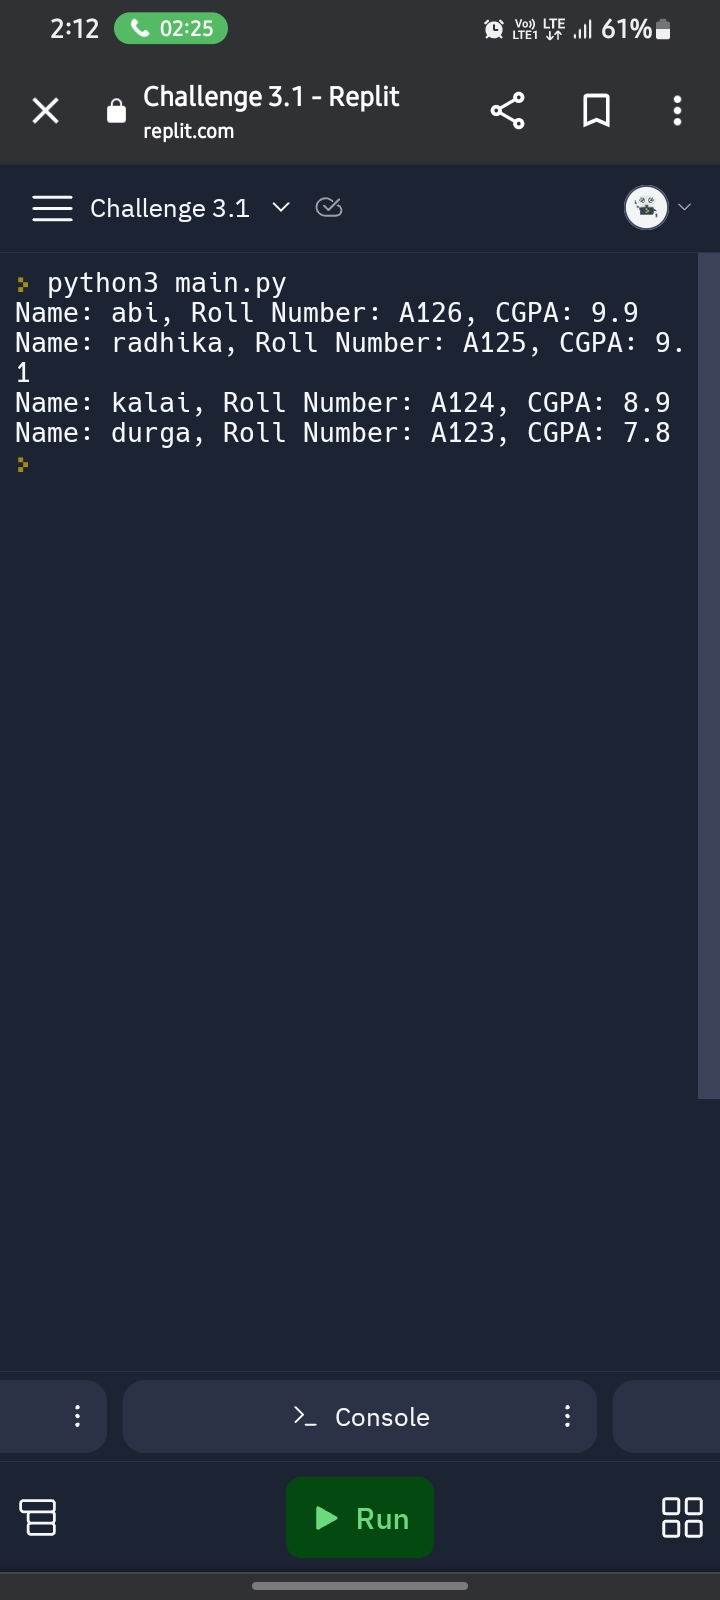 2:12 02:25 Vo)) LTE1 LTE 61%
Challenge 3.1 - Replit
replit.com
Challenge 3.1
python3 main.py
Name: abi, Roll Number: A126, CGPA: 9.9
Name: radhika, Roll Number: A125, CGPA: 9.
1
Name: kalai, Roll Number: A124, CGPA: 8.9
Name: durga, Roll Number: A123, CGPA: 7.8
Console
Run